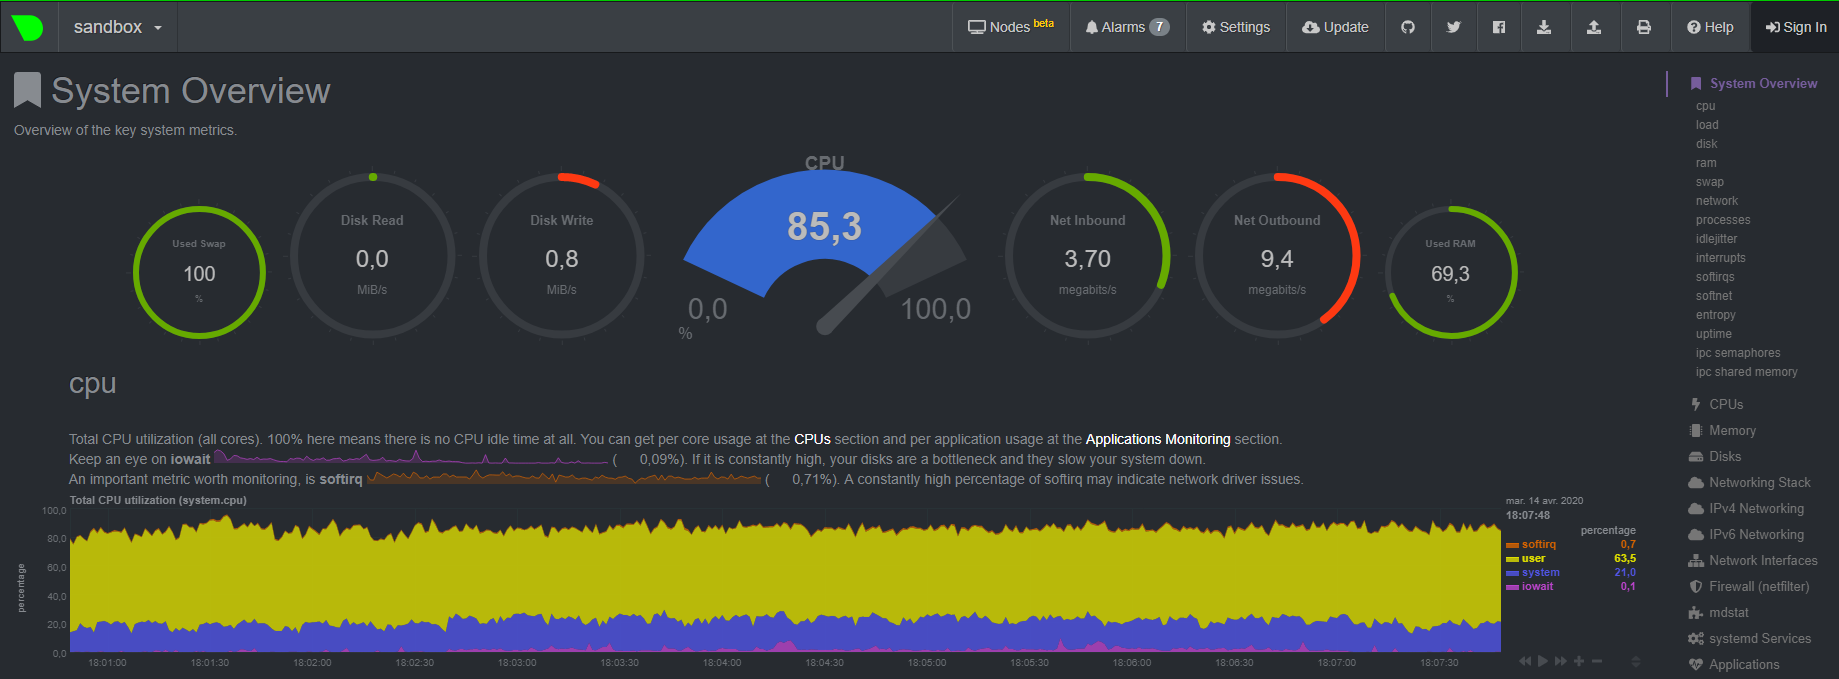 sandbox
Nodes beta
Alarms 7
Settings
Update
Help
Sign In
System Overview
Overview of the key system metrics.
Used Swap
100
%
Disk Read
0,0
MiB/s
Disk Write
0,8
MiB/s
CPU
85,3
0,0
100,0
%
Net Inbound
3,70
megabits/s
Net Outbound
9,4
megabits/s
Used RAM
69,3
%
cpu
Total CPU utilization (all cores). 100% here means there is no CPU idle time at all. You can get per core usage at the CPUs section and per application usage at the Applications Monitoring section.
Keep an eye on iowait ( 0,09%). If it is constantly high, your disks are a bottleneck and they slow your system down.
An important metric worth monitoring, is softirq ( 0,71%). A constantly high percentage of softirq may indicate network driver issues.
Total CPU utilization (system.cpu)
percentage
100,0
80,0
60,0
40,0
20,0
0,0
18:01:00 18:01:30 18:02:00 18:02:30 18:03:00 18:03:30 18:04:00 18:04:30 18:05:00 18:05:30 18:06:00 18:06:30 18:07:00 18:07:30
mar. 14 avr. 2020
18:07:48
percentage
softirq 0,7
user 63,5
system 21,0
iowait 0,1
System Overview
cpu
load
disk
ram
swap
network
processes
idlejitter
interrupts
softirqs
softnet
entropy
uptime
ipc semaphores
ipc shared memory
CPUs
Memory
Disks
Networking Stack
IPv4 Networking
IPv6 Networking
Network Interfaces
Firewall (netfilter)
mdstat
systemd Services
Applications